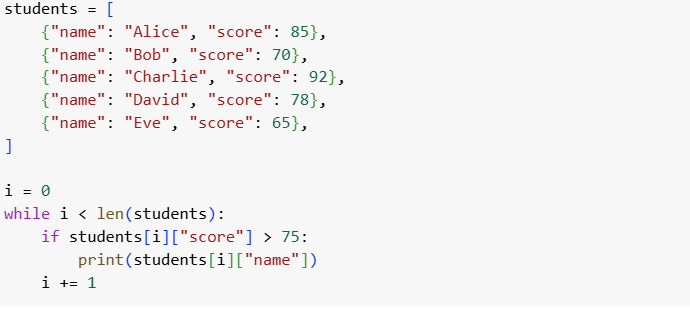 students = [
    {"name": "Alice", "score": 85},
    {"name": "Bob", "score": 70},
    {"name": "Charlie", "score": 92},
    {"name": "David", "score": 78},
    {"name": "Eve", "score": 65},
]

i = 0
while i < len(students):
    if students[i]["score"] > 75:
        print(students[i]["name"])
    i += 1